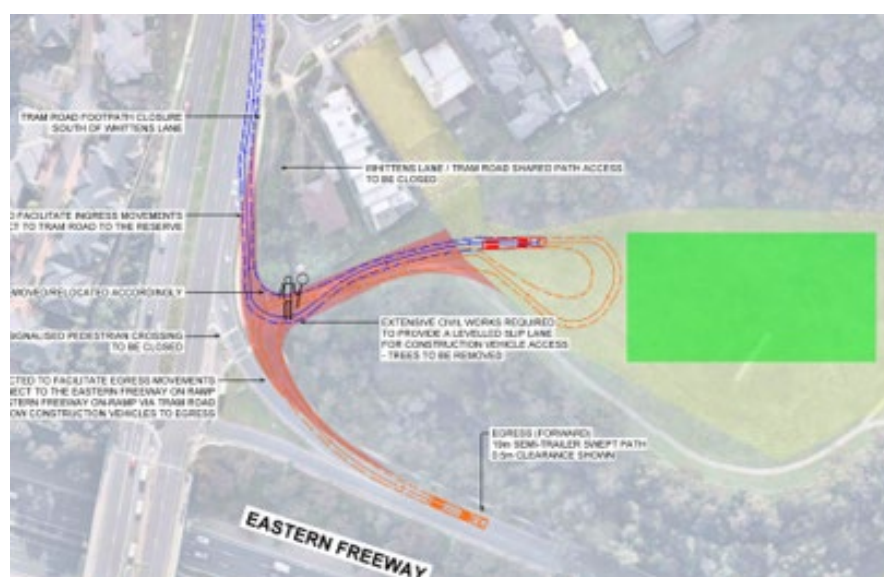 TRAM ROAD FOOTPATH CLOSURE
SOUTH OF WHITTENS LANE
WHITTENS LANE / TRAM ROAD SHARED PATH ACCESS
TO BE CLOSED
O FACILITATE INGRESS MOVEMENTS
CT TO TRAM ROAD TO THE RESERVE
MOVED/RELOCATED ACCORDINGLY
SIGNALISED PEDESTRIAN CROSSING
TO BE CLOSED
EXTENSIVE CIVIL WORKS REQUIRED
TO PROVIDE A LEVELLED SLIP LANE
FOR CONSTRUCTION VEHICLE ACCESS
- TREES TO BE REMOVED
CTED TO FACILITATE EGRESS MOVEMENTS
NECT TO THE EASTERN FREEWAY ON RAMP
STERN FREEWAY ON-RAMP VIA TRAM ROAD
OW CONSTRUCTION VEHICLES TO EGRESS
EGRESS (FORWARD)
19m SEMI-TRAILER SWEPT PATH
0.5m CLEARANCE SHOWN
EASTERN FREEWAY